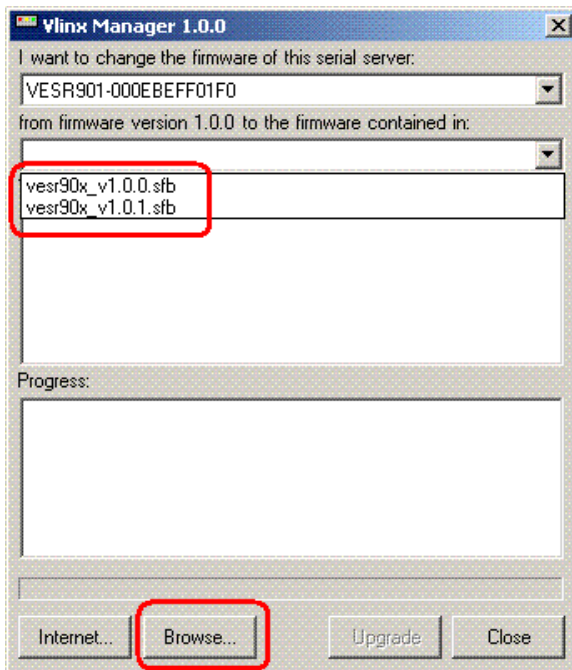 Vlinx Manager 1.0.0
I want to change the firmware of this serial server:
VESR901-000EBEFF01F0
from firmware version 1.0.0 to the firmware contained in:
vesr90x_v1.0.0.sfb
vesr90x_v1.0.1.sfb
Progress:
Internet... Browse... Upgrade Close